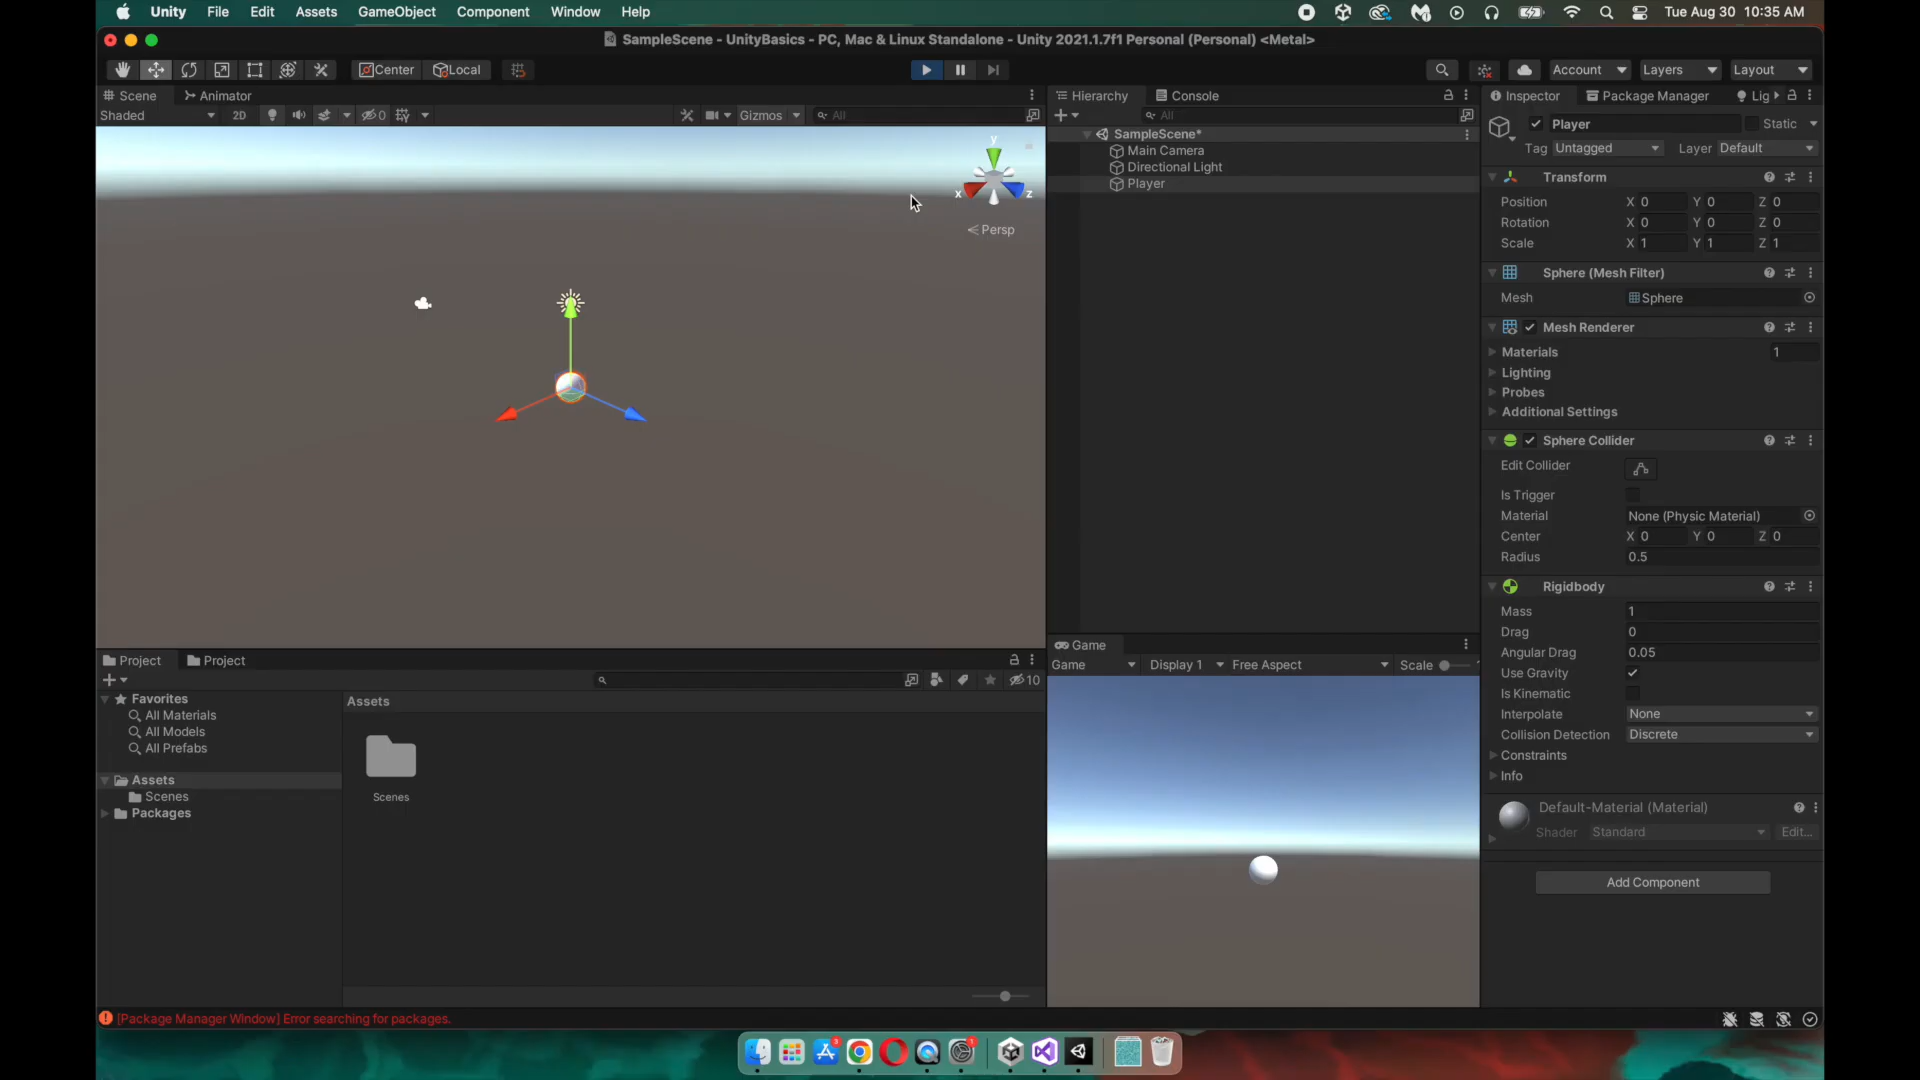 Unity File Edit Assets GameObject Component Window Help Tue Aug 30 10:35 AM
SampleScene - UnityBasics - PC, Mac & Linux Standalone - Unity 2021.1.7f1 Personal (Personal) <Metal>
Center Local Account Layers Layout
Scene Animator
Shaded 2D 0 Gizmos All
y
x z
Persp
Hierarchy Console
All
SampleScene*
Main Camera
Directional Light
Player
Inspector Package Manager Lig
Player Static
Tag Untagged Layer Default
Transform
Position X 0 Y 0 Z 0
Rotation X 0 Y 0 Z 0
Scale X 1 Y 1 Z 1
Sphere (Mesh Filter)
Mesh Sphere
Mesh Renderer
Materials 1
Lighting
Probes
Additional Settings
Sphere Collider
Edit Collider
Is Trigger
Material None (Physic Material)
Center X 0 Y 0 Z 0
Radius 0.5
Rigidbody
Mass 1
Drag 0
Angular Drag 0.05
Use Gravity
Is Kinematic
Interpolate None
Collision Detection Discrete
Constraints
Info
Default-Material (Material)
Shader Standard Edit...
Add Component
Project Project
10
Favorites
All Materials
All Models
All Prefabs
Assets
Scenes
Packages
Assets
Scenes
Game
Game Display 1 Free Aspect Scale 1
[Package Manager Window] Error searching for packages.
3 1